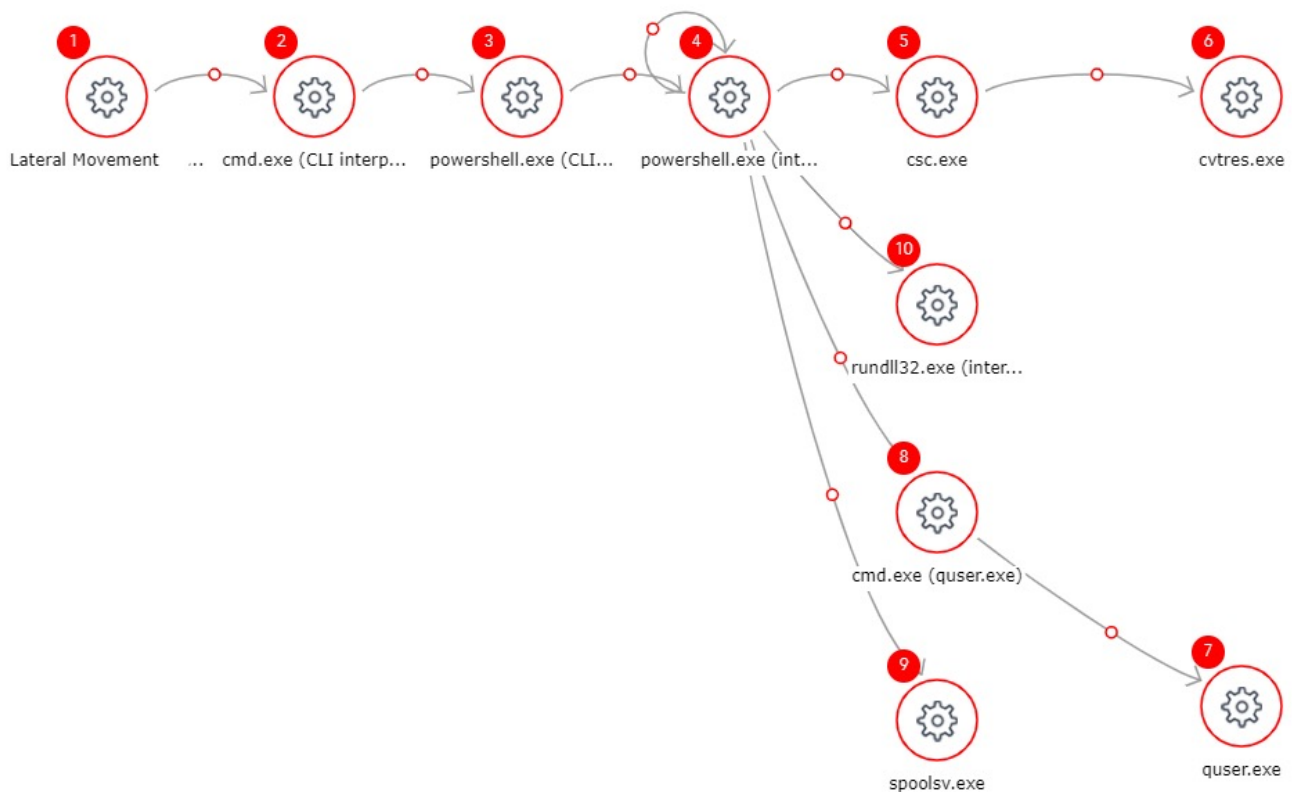 1
2
3
4
5
6
Lateral Movement ...
cmd.exe (CLI interp...
powershell.exe (CLI...
powershell.exe (int...
csc.exe
cvtres.exe
10
rundll32.exe (inter...
8
cmd.exe (quser.exe)
9
7
spoolsv.exe
quser.exe